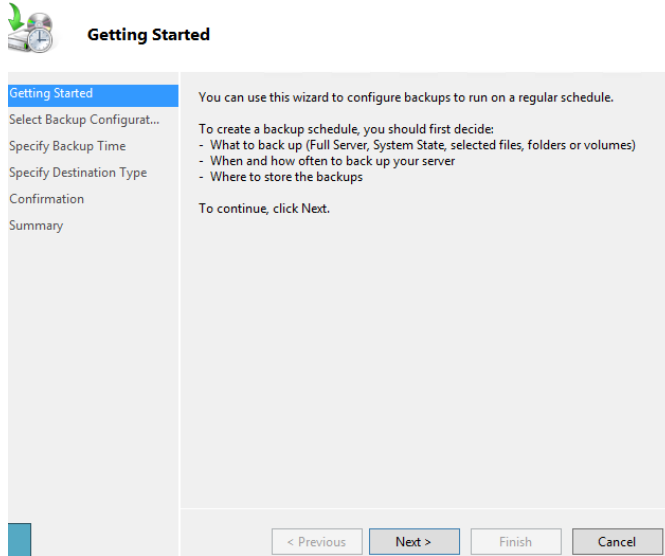 Getting Started
Getting Started
Select Backup Configurat...
Specify Backup Time
Specify Destination Type
Confirmation
Summary
You can use this wizard to configure backups to run on a regular schedule.
To create a backup schedule, you should first decide:
- What to back up (Full Server, System State, selected files, folders or volumes)
- When and how often to back up your server
- Where to store the backups
To continue, click Next.
< Previous
Next >
Finish
Cancel